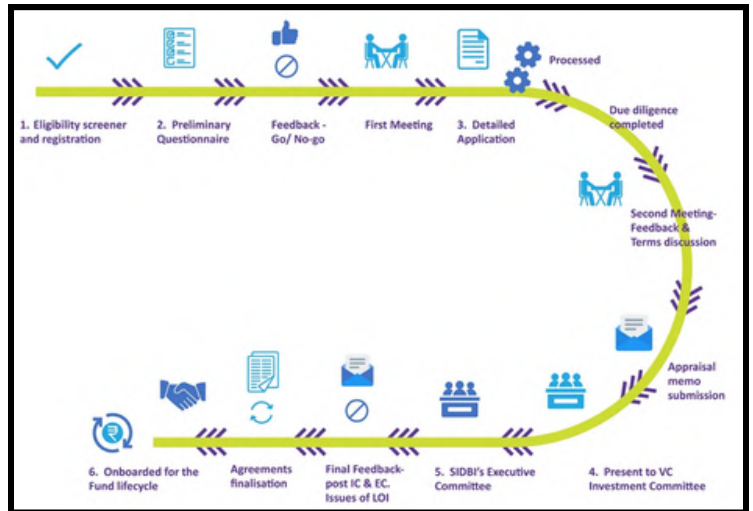 Processed
1. Eligibility screener
and registration
2. Preliminary
Questionnaire
Feedback -
Go/ No-go
First Meeting
3. Detailed
Application
Due diligence
completed
Second Meeting-
Feedback &
Terms discussion
Appraisal
memo
submission
4. Present to VC
Investment Committee
5. SIDBI's Executive
Committee
Final Feedback-
post IC & EC.
Issues of LOI
Agreements
finalisation
6. Onboarded for the
Fund lifecycle